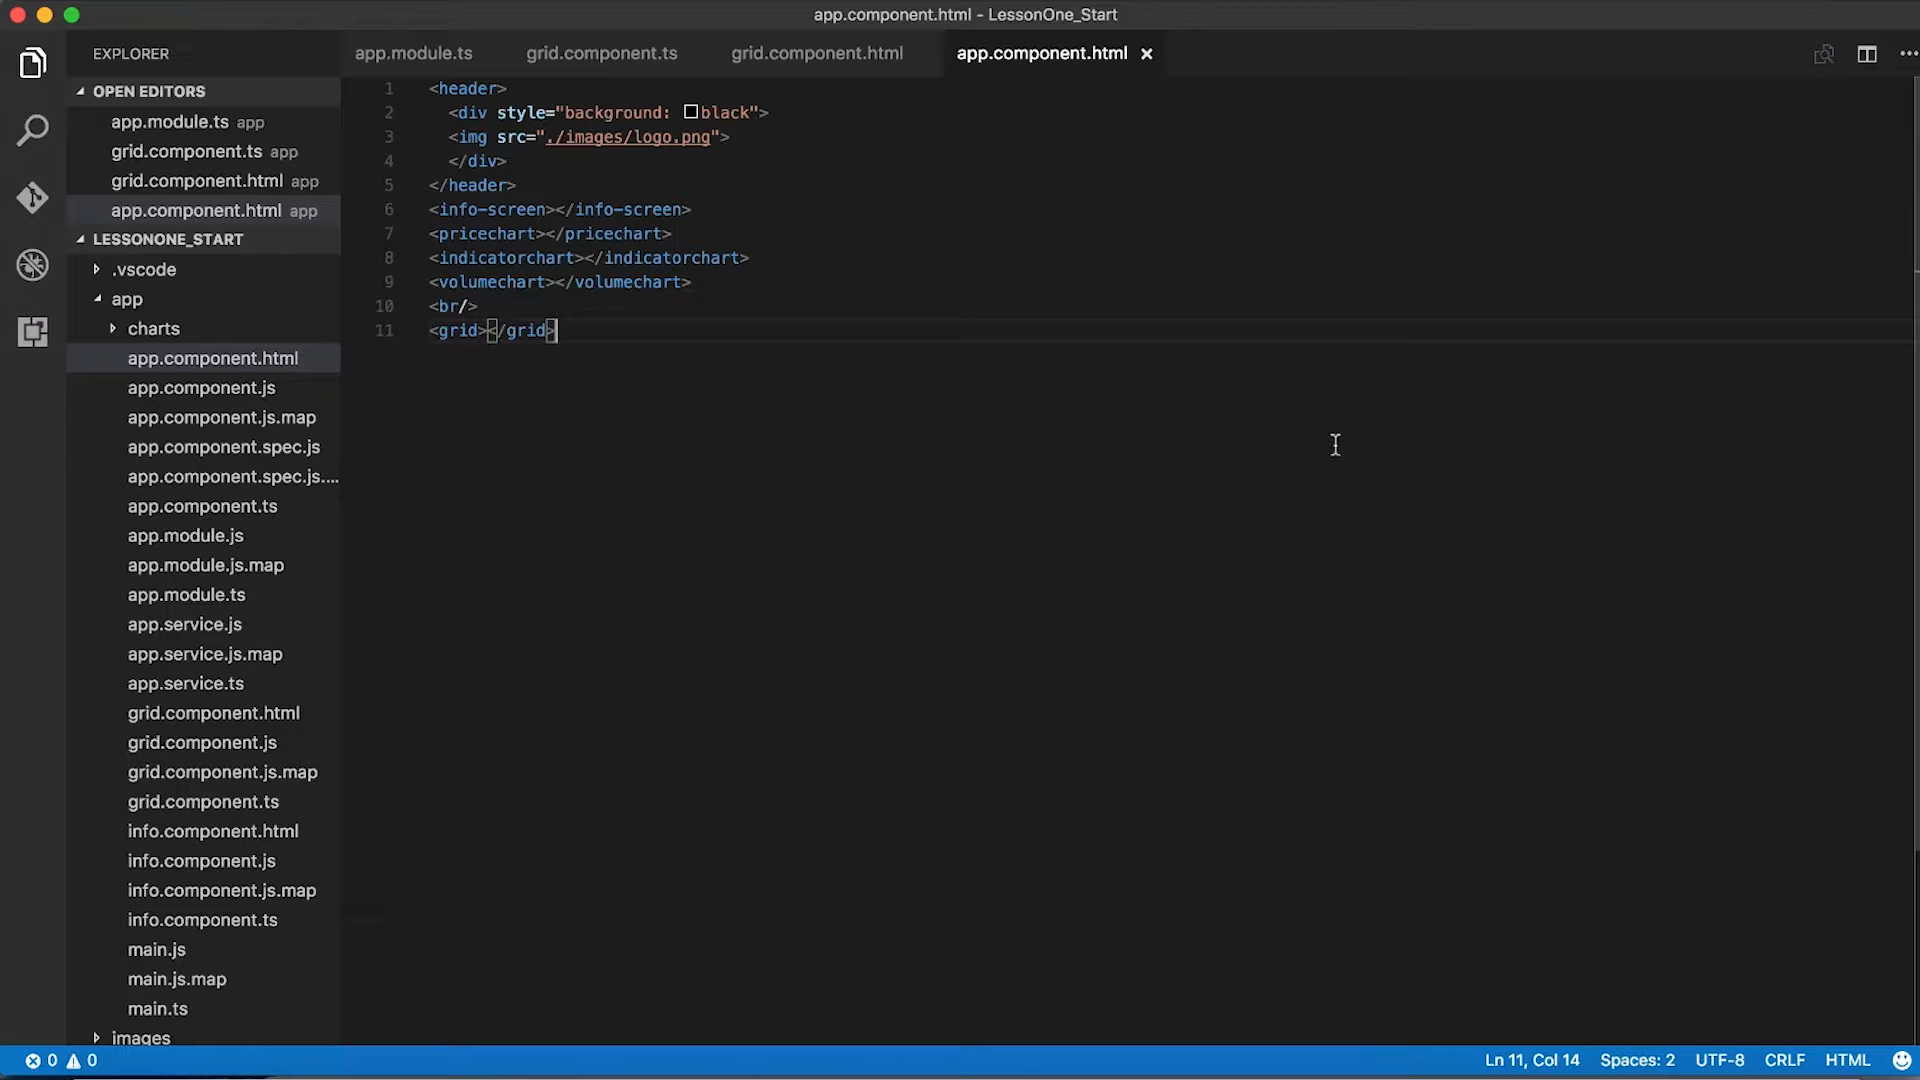 app.component.html - LessonOne_Start
EXPLORER
app.module.ts grid.component.ts grid.component.html app.component.html
OPEN EDITORS
app.module.ts app
grid.component.ts app
grid.component.html app
app.component.html app
LESSONONE_START
.vscode
app
charts
app.component.html
app.component.js
app.component.js.map
app.component.spec.js
app.component.spec.js....
app.component.ts
app.module.js
app.module.js.map
app.module.ts
app.service.js
app.service.js.map
app.service.ts
grid.component.html
grid.component.js
grid.component.js.map
grid.component.ts
info.component.html
info.component.js
info.component.js.map
info.component.ts
main.js
main.js.map
main.ts
images
1 <header>
2 <div style="background: black">
3 <img src="./images/logo.png">
4 </div>
5 </header>
6 <info-screen></info-screen>
7 <pricechart></pricechart>
8 <indicatorchart></indicatorchart>
9 <volumechart></volumechart>
10 <br/>
11 <grid></grid>
0 0 Ln 11, Col 14 Spaces: 2 UTF-8 CRLF HTML